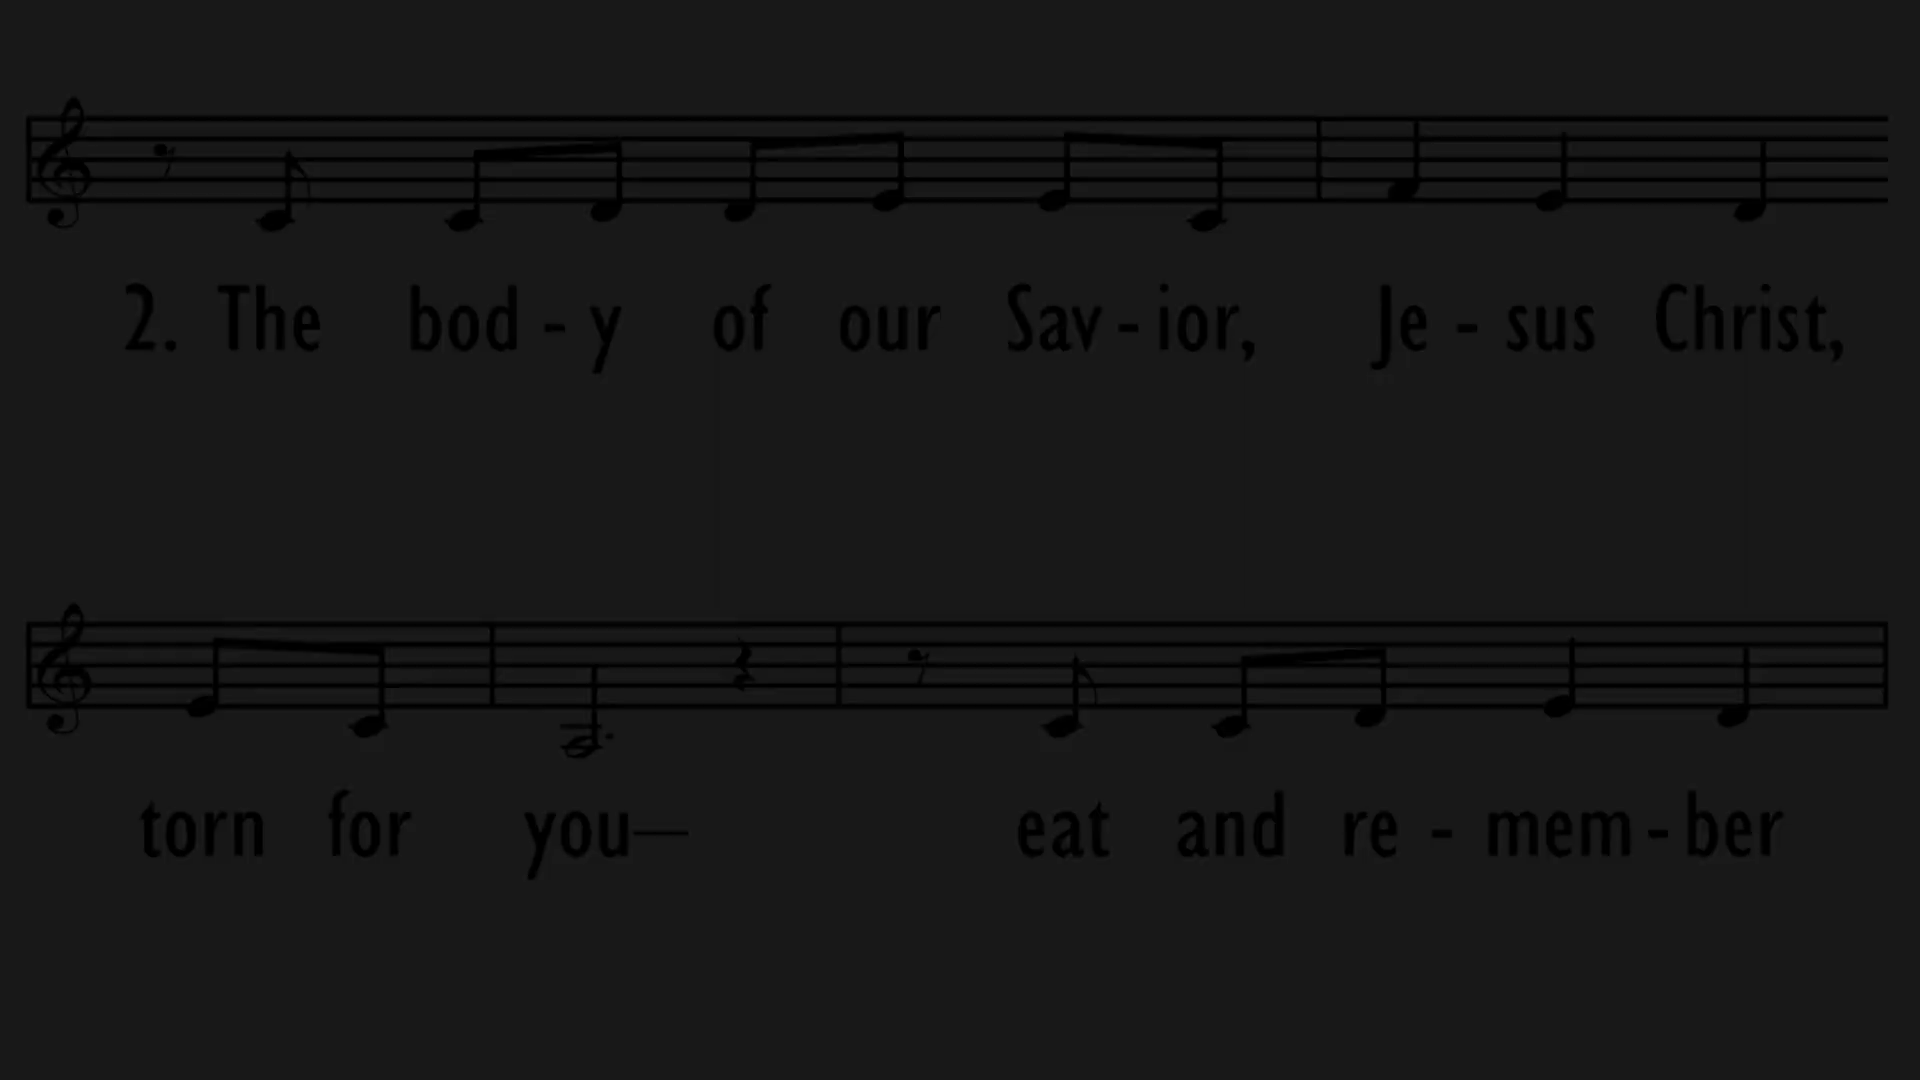 2. The bod - y of our Sav - ior, Je - sus Christ,
torn for you— eat and re - mem - ber